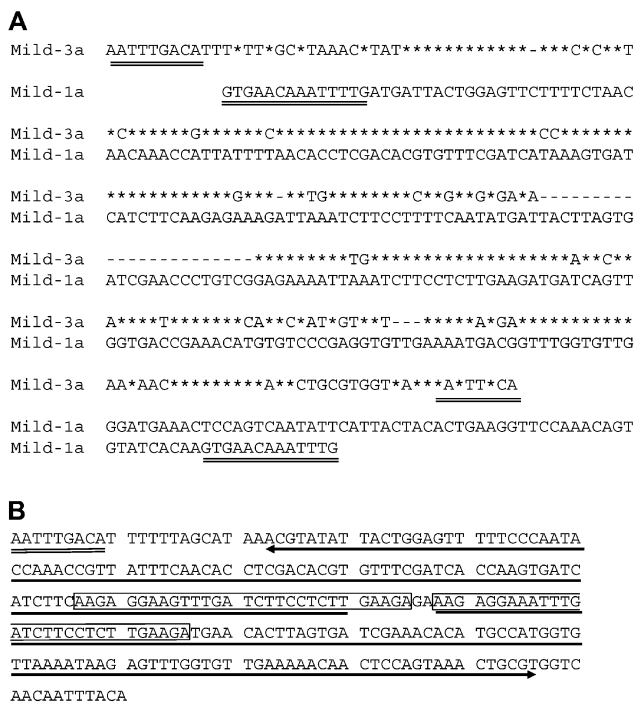 A
Mild-3a AATTTGACATTT*TT*GC*TAAAC*TAT************-***C*C**T
Mild-1a GTGAACAAATTTTGATGATTACTGGAGTTCTTTTCTAAC
Mild-3a *C******G******C*************************CC*******
Mild-1a AACAAACCATTATTTTAACACCTCGACACGTGTTTCGATCATAAAGTGAT
Mild-3a ************G***-**TG********C**G**G*GA*A---------
Mild-1a CATCTTCAAGAGAAAGATTAAATCTTCCTTTTCAATATGATTACTTAGTG
Mild-3a --------------*********TG*******************A**C**
Mild-1a ATCGAACCCTGTCGGAGAAAATTAAATCTTCCTCTTGAAGATGATCAGTT
Mild-3a A****T*******CA**C*AT*GT**T---*****A*GA***********
Mild-1a GGTGACCGAAACATGTGTCCCGAGGTGTTGAAAATGACGGTTTGGTGTTG
Mild-3a AA*AAC*********A**CTGCGTGGT*A***A*TT*CA
Mild-1a GGATGAAACTCCAGTCAATATTCATTACTACACTGAAGGTTCCAAACAGT
Mild-1a GTATCACAAGTGAACAAATTTG
B
AATTTGACAT TTTTTAGCAT AAACGTATAT TACTGGAGTT TTTCCCAATA
CCAAACCGTT ATTTCAACAC CTCGACACGT GTTTCGATCA CCAAGTGATC
ATCTTCAAGA GGAAGTTTGA TCTTCCTCTT GAAGAGAAAG AGGAAATTTG
ATCTTCCTCT TGAAGATGAA CACTTAGTGA TCGAAACACA TGCCATGGTG
TTAAAATAAG AGTTTGGTGT TGAAAAACAA CTCCAGTAAA CTGCGTGGTC
AACAATTTACA